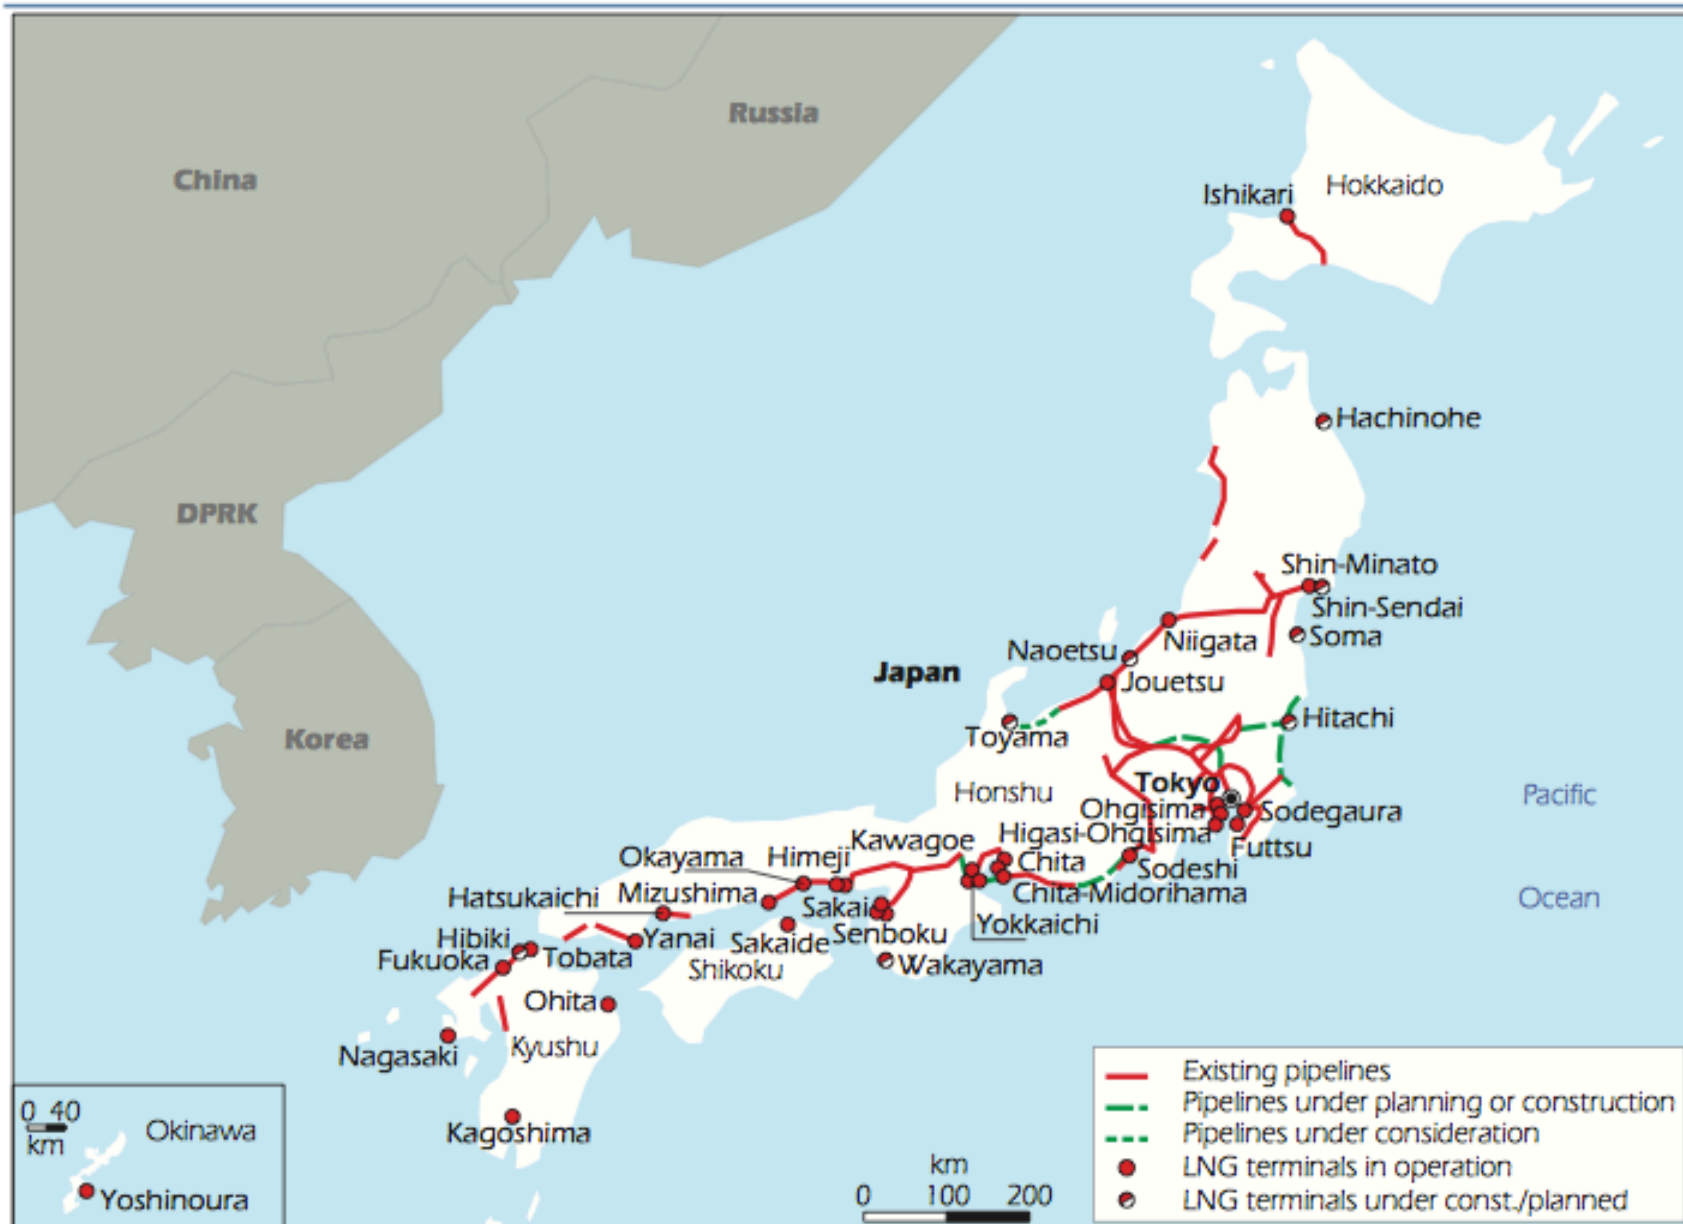 Russia
China
Ishikari
Hokkaido
Hachinohe
DPRK
Shin-Minato
Shin-Sendai
Soma
Niigata
Naoetsu
Japan
Jouetsu
Hitachi
Toyama
Korea
Tokyo
Honshu
Pacific
Ohgisima
Sodegaura
Higasi-Ohgisima
Kawagoe
Futtsu
Okayama
Himeji
Chita
Sodeshi
Hatsukaichi
Mizushima
Chita-Midorihama
Ocean
Sakai
Yokkaichi
Senboku
Hibiki
Yanai
Sakaide
Fukuoka
Tobata
Shikoku
Wakayama
Ohita
Kyushu
Nagasaki
Kagoshima
0 40
km
Okinawa
Yoshinoura
km
0 100 200
Existing pipelines
Pipelines under planning or construction
Pipelines under consideration
LNG terminals in operation
LNG terminals under const./planned